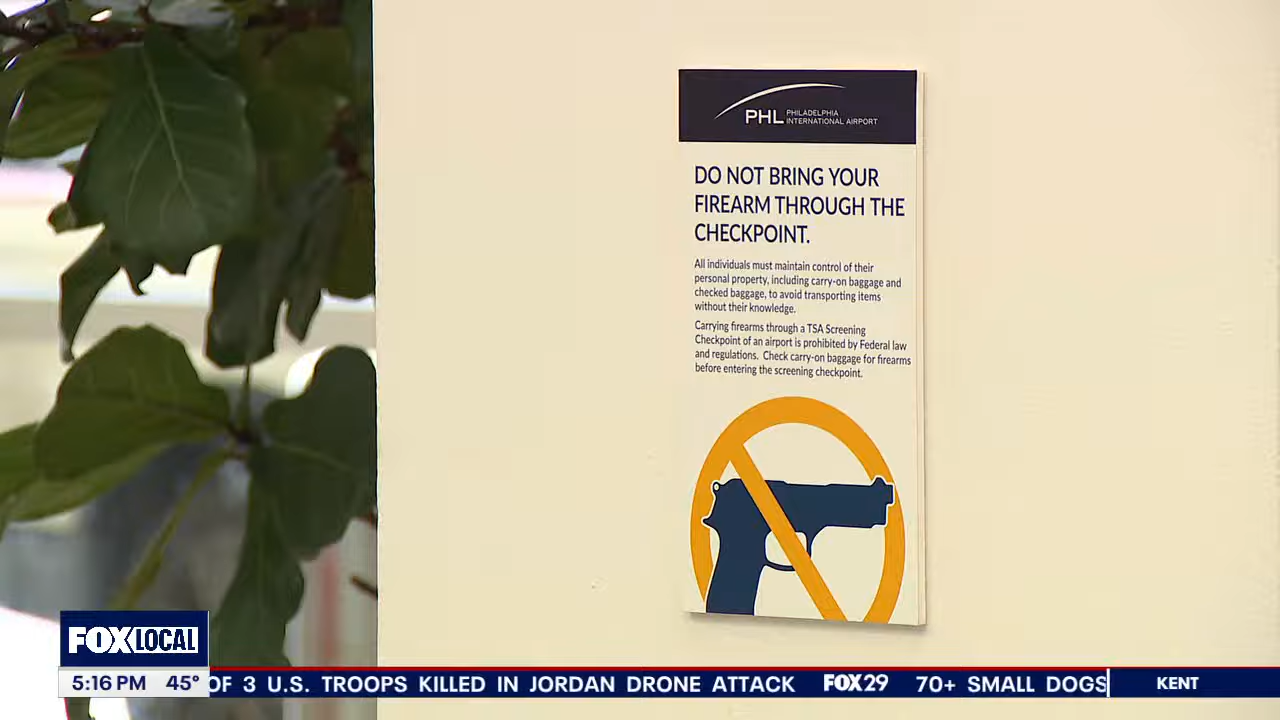 PHL PHILADELPHIA
INTERNATIONAL AIRPORT
DO NOT BRING YOUR
FIREARM THROUGH THE
CHECKPOINT.
All individuals must maintain control of their
personal property, including carry-on baggage and
checked baggage, to avoid transporting items
without their knowledge.
Carrying firearms through a TSA Screening
Checkpoint of an airport is prohibited by Federal law
and regulations. Check carry-on baggage for firearms
before entering the screening checkpoint.
FOX LOCAL
5:16 PM 45° OF 3 U.S. TROOPS KILLED IN JORDAN DRONE ATTACK FOX 29 70+ SMALL DOGS KENT